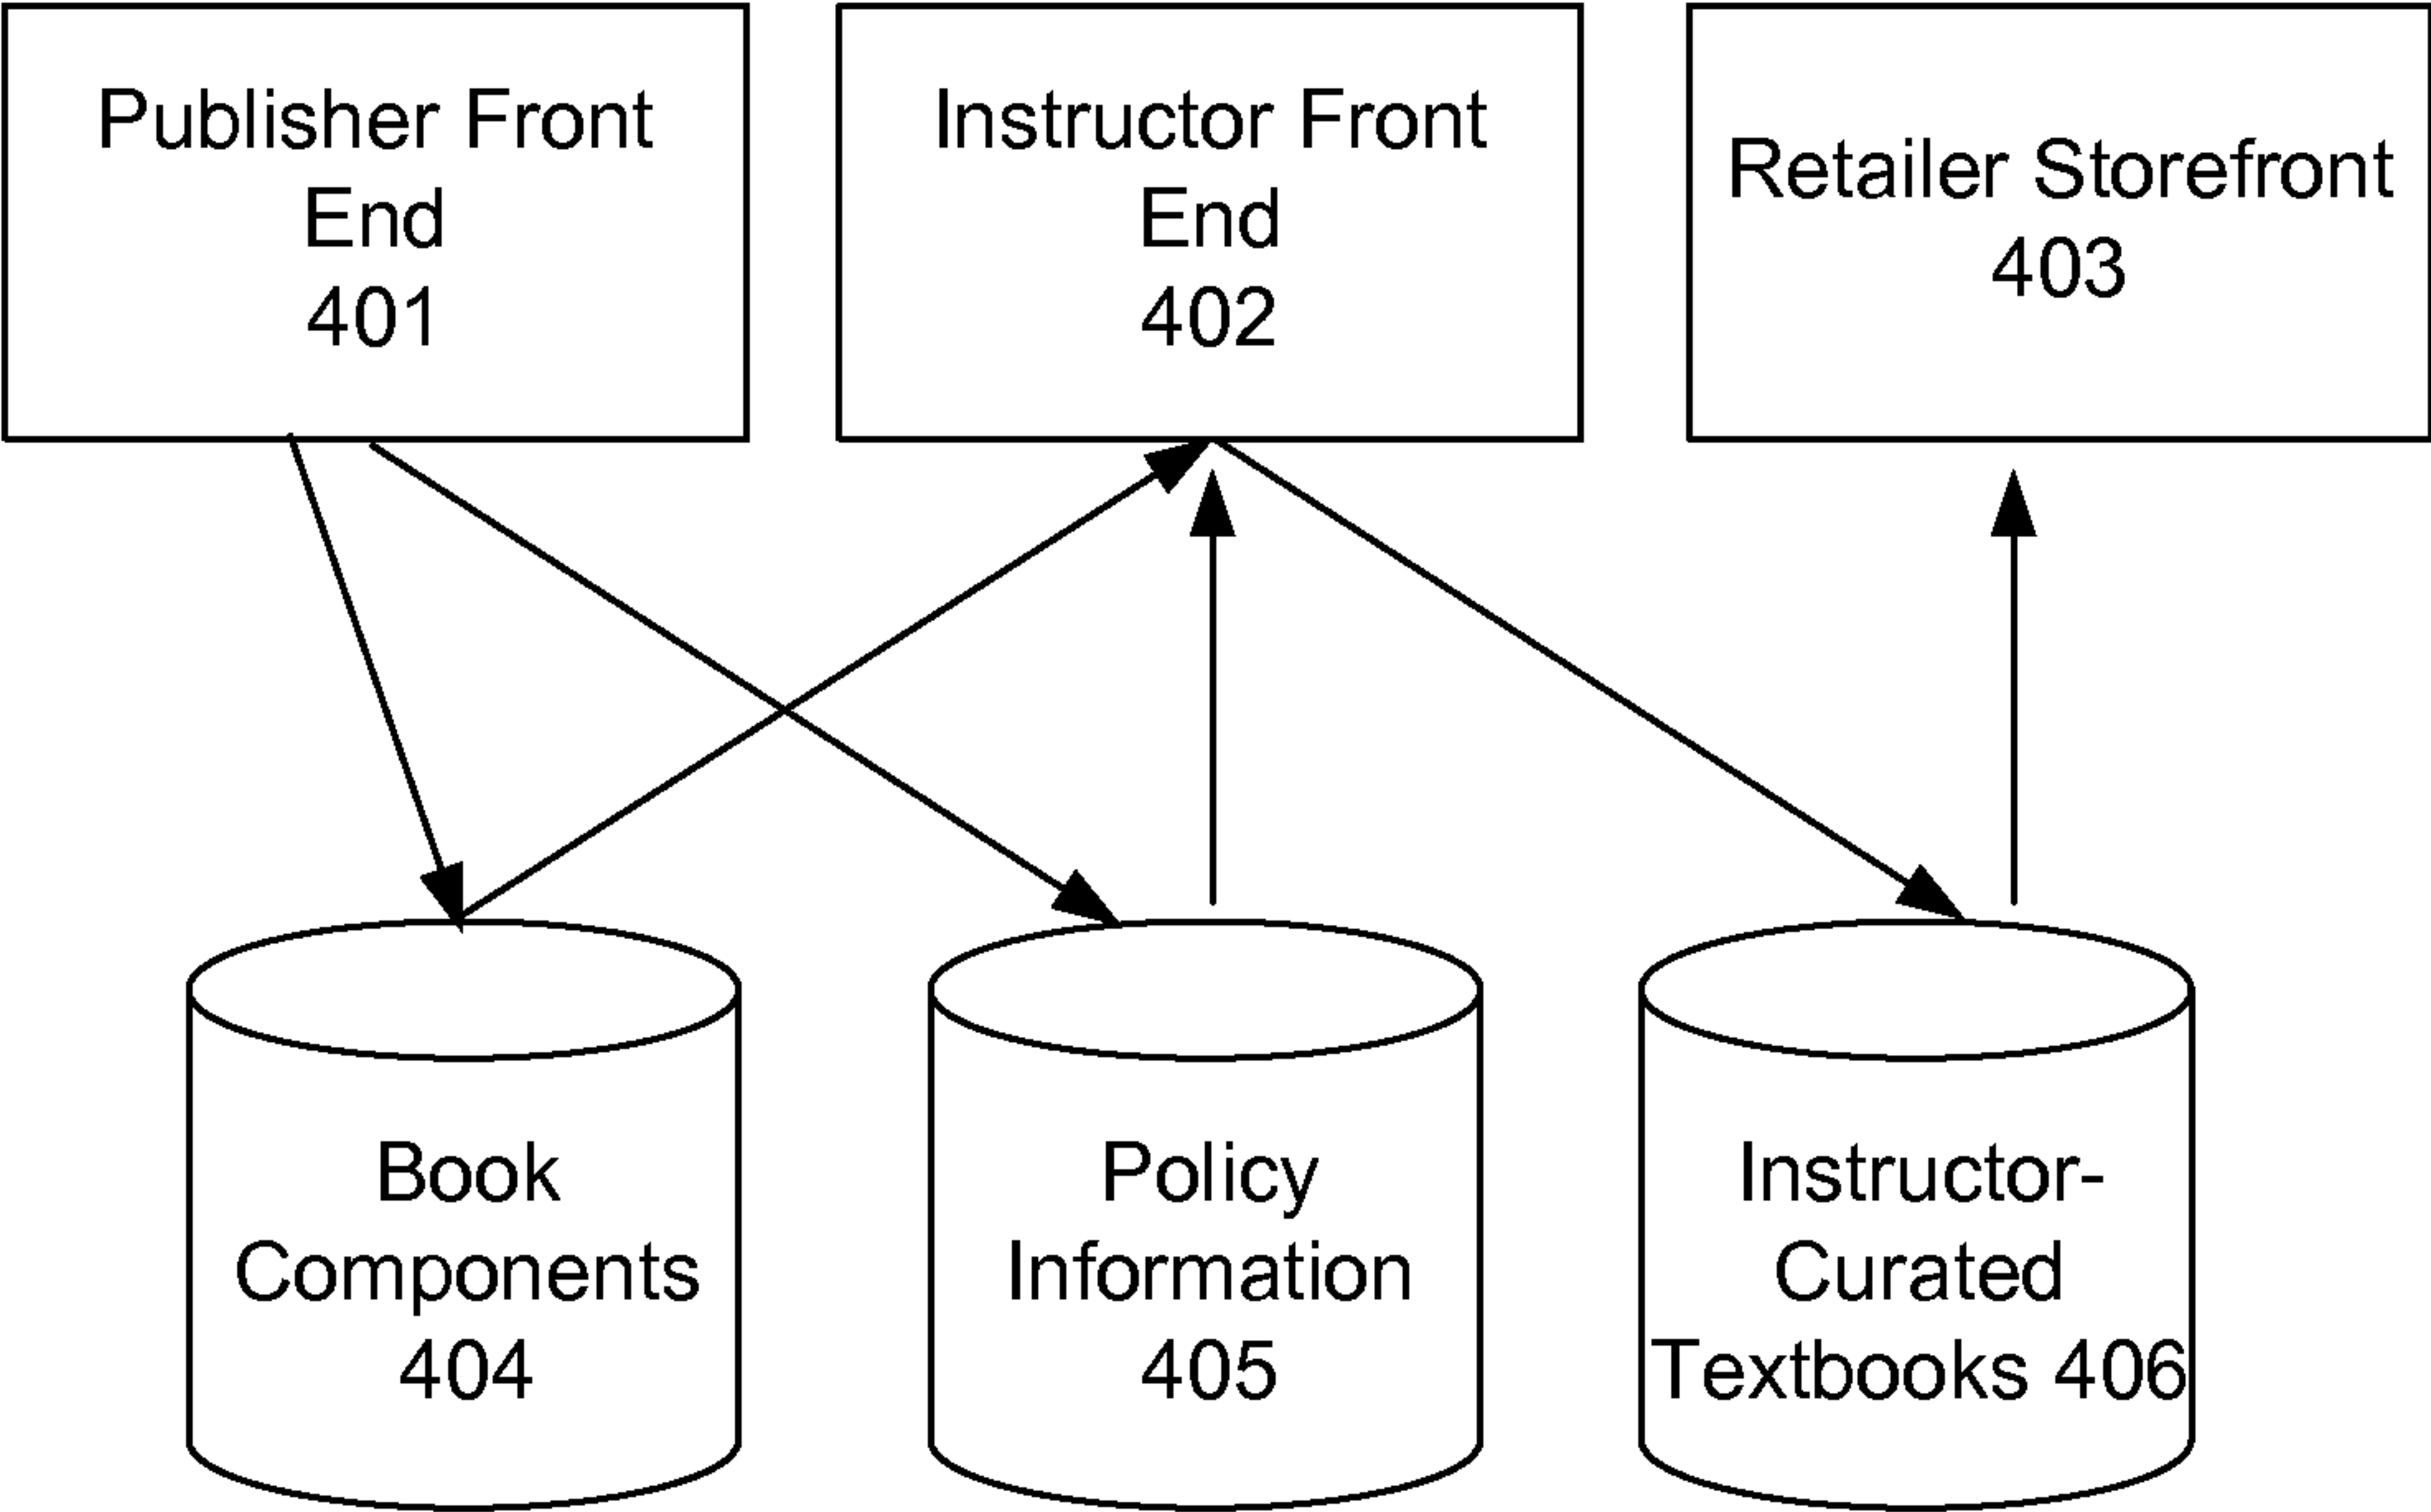 Publisher Front
End
401
Instructor Front
End
402
Retailer Storefront
403
Book
Components
404
Policy
Information
405
Instructor-
Curated
Textbooks 406